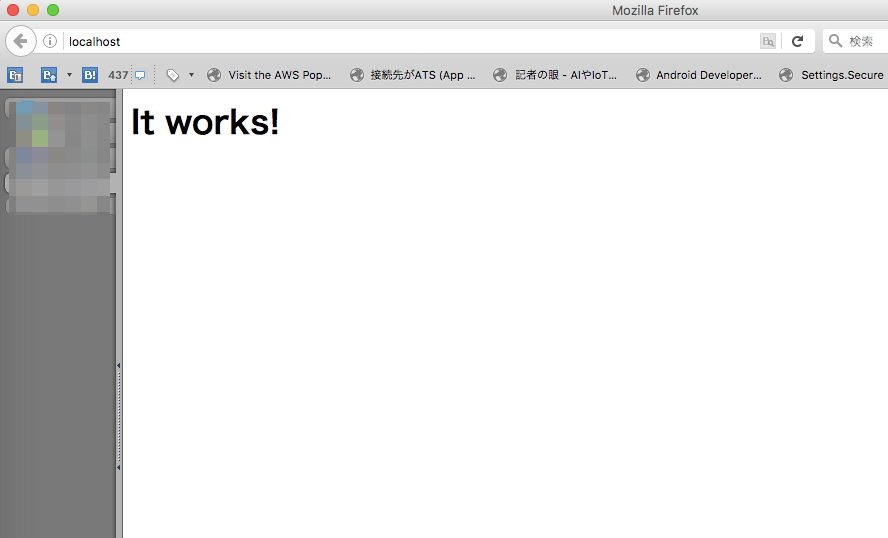 Mozilla Firefox
localhost
検索
B! 437 Visit the AWS Pop... 接続先がATS (App ... 記者の眼 - AIやIoT... Android Developer... Settings.Secure
It works!